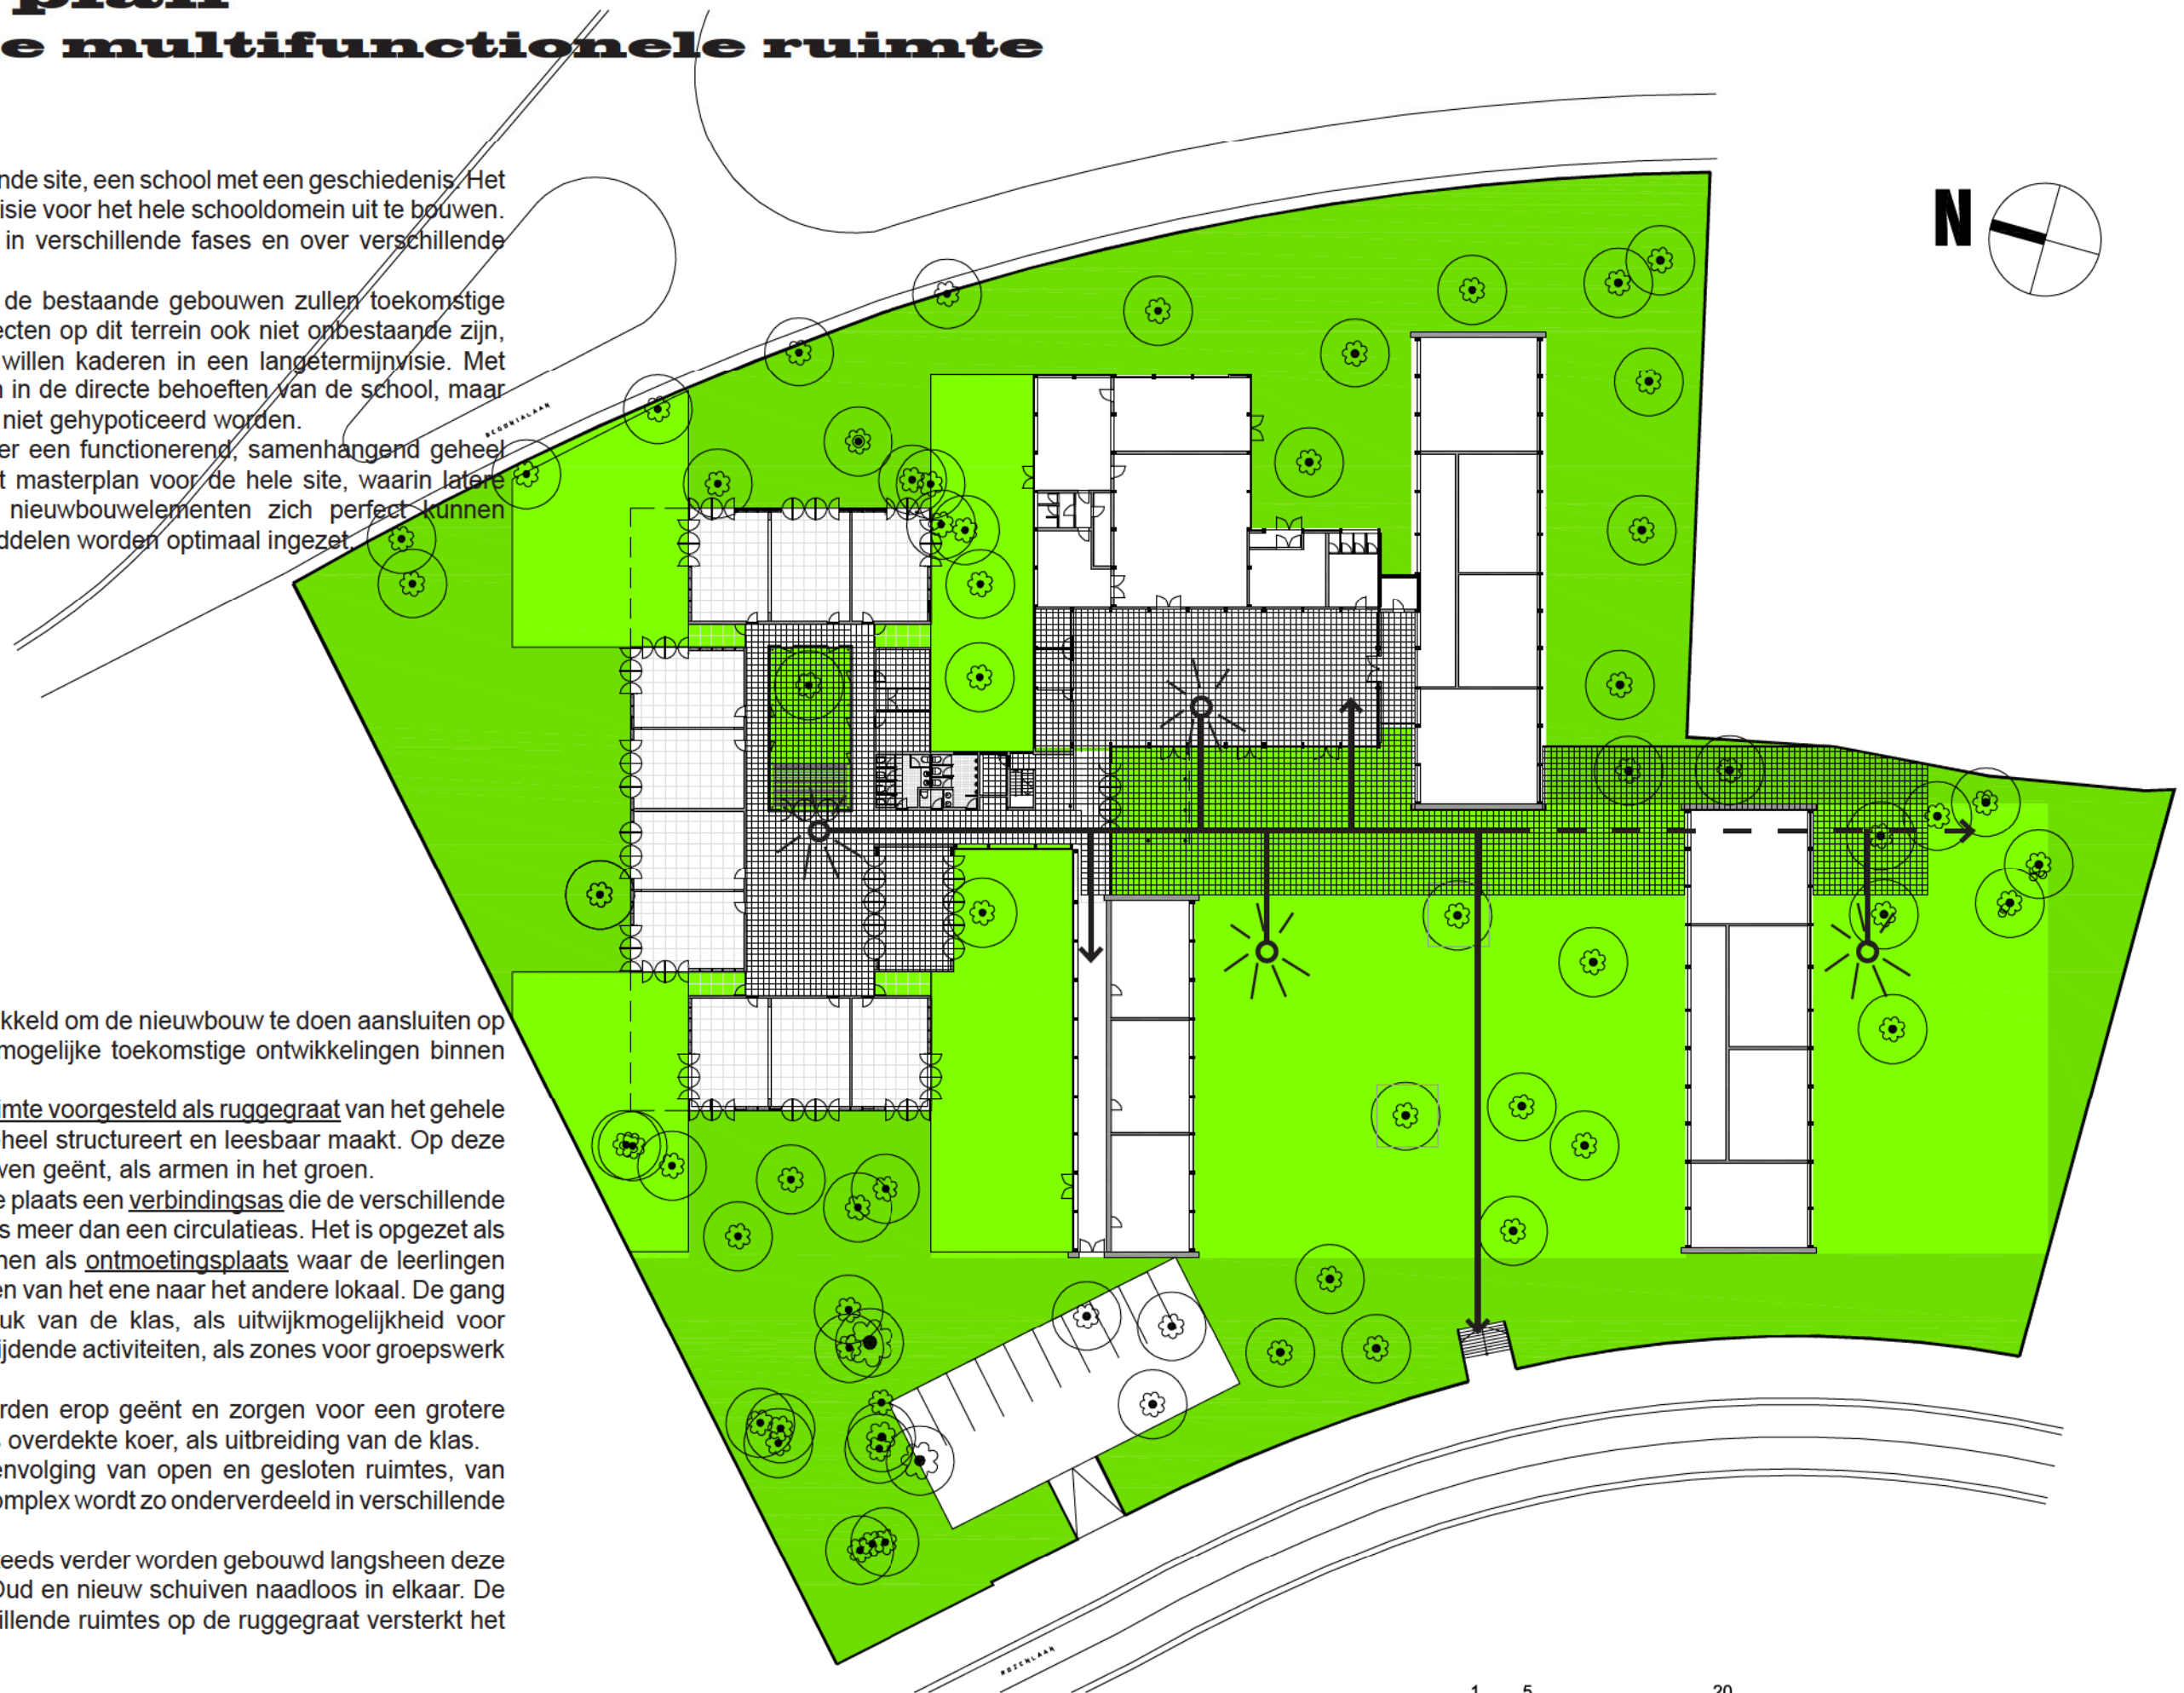 plan
e multifunctionele ruimte
nde site, een school met een geschiedenis. Het
isie voor het hele schooldomein uit te bouwen.
in verschillende fases en over verschillende
de bestaande gebouwen zullen toekomstige
ecten op dit terrein ook niet onbestaande zijn,
willen kaderen in een langetermijnvisie. Met
n in de directe behoeften van de school, maar
niet gehypoticeerd worden.
er een functionerend, samenhangend geheel
t masterplan voor de hele site, waarin latere
nieuwbouwelementen zich perfect kunnen
ddelen worden optimaal ingezet.
BEGONIALAAN
N
kkeld om de nieuwbouw te doen aansluiten op
mogelijke toekomstige ontwikkelingen binnen
imte voorgesteld als ruggegraat van het gehele
heel structureert en leesbaar maakt. Op deze
wen geënt, als armen in het groen.
e plaats een verbindingsas die de verschillende
s meer dan een circulatieas. Het is opgezet als
nen als ontmoetingsplaats waar de leerlingen
en van het ene naar het andere lokaal. De gang
uk van de klas, als uitwijkmogelijkheid voor
ijdende activiteiten, als zones voor groepswerk
rden erop geënt en zorgen voor een grotere
s overdekte koer, als uitbreiding van de klas.
envolging van open en gesloten ruimtes, van
omplex wordt zo onderverdeeld in verschillende
eeds verder worden gebouwd langsheen deze
Oud en nieuw schuiven naadloos in elkaar. De
illende ruimtes op de ruggegraat versterkt het
ROZENLAAN
1 5 20